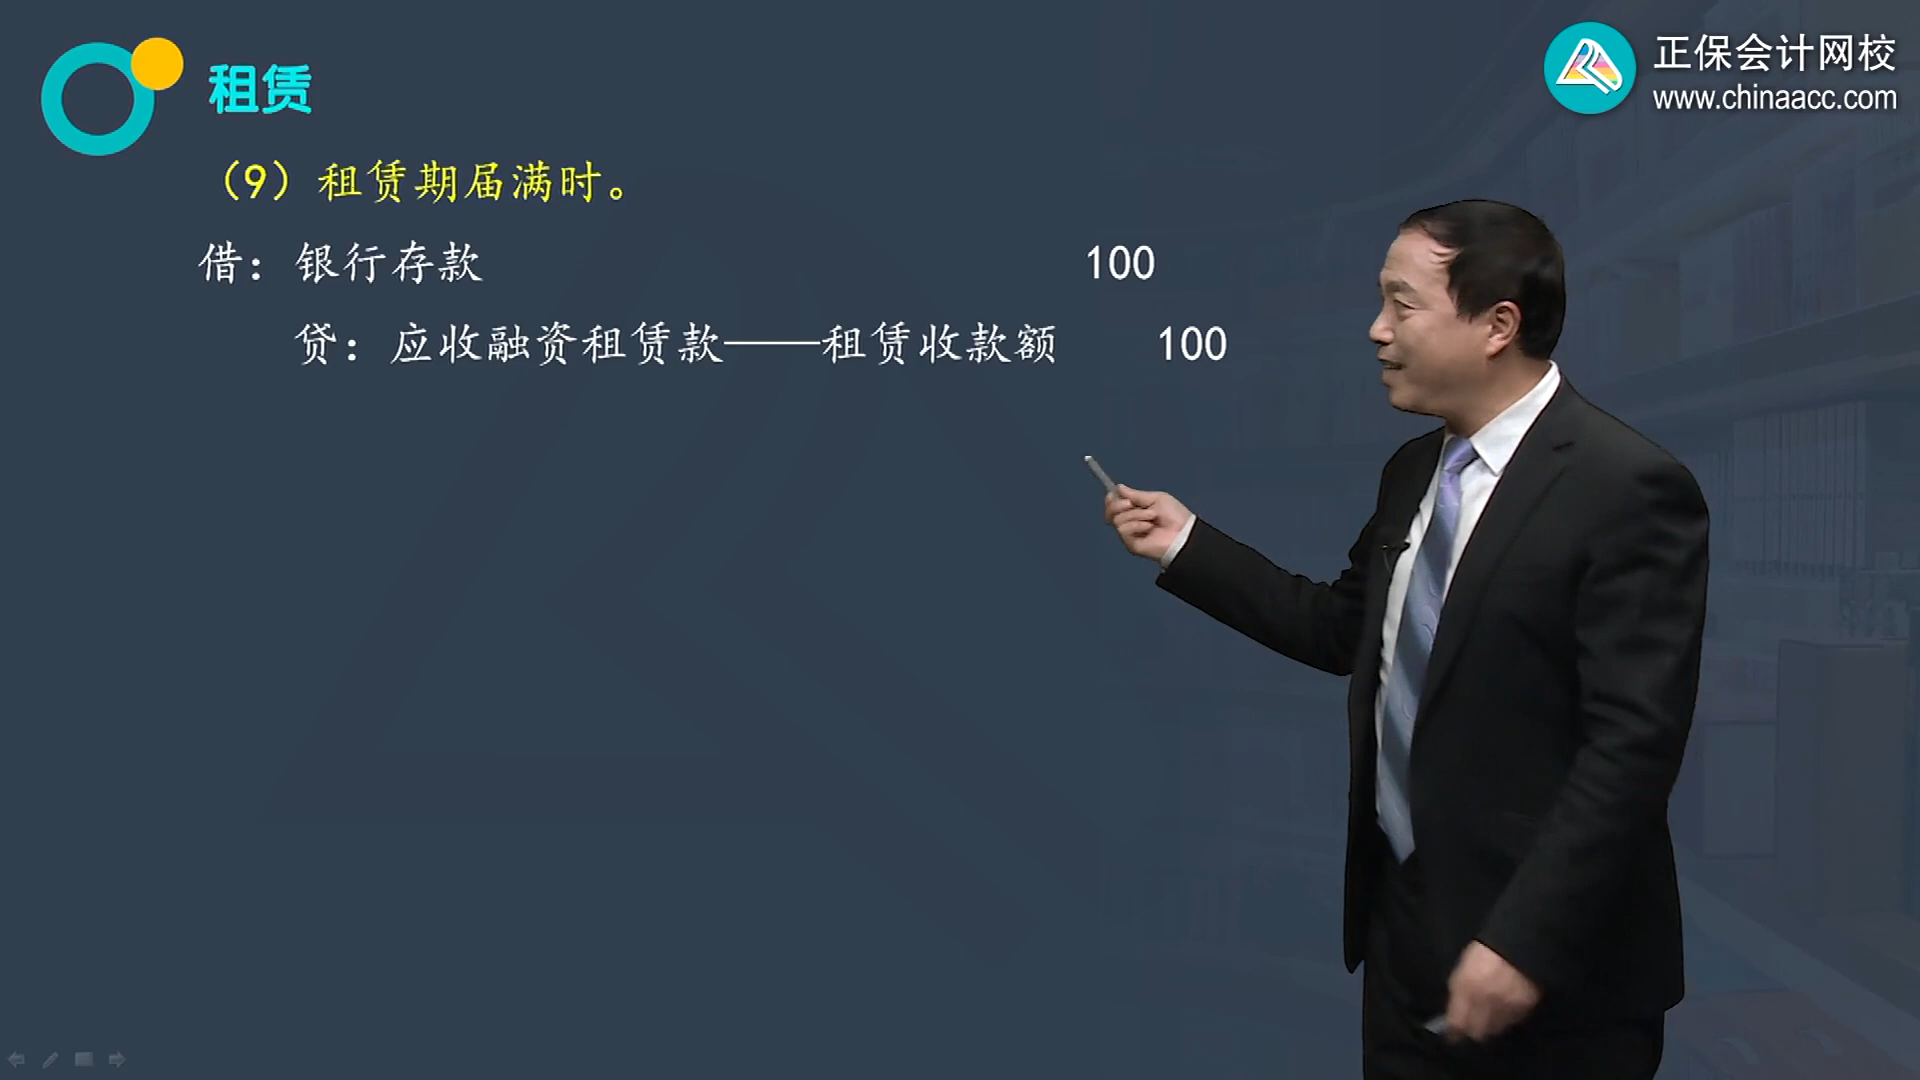 租赁
正保会计网校
www.chinaacc.com
（9）租赁期届满时。
借：银行存款 100
贷：应收融资租赁款——租赁收款额 100